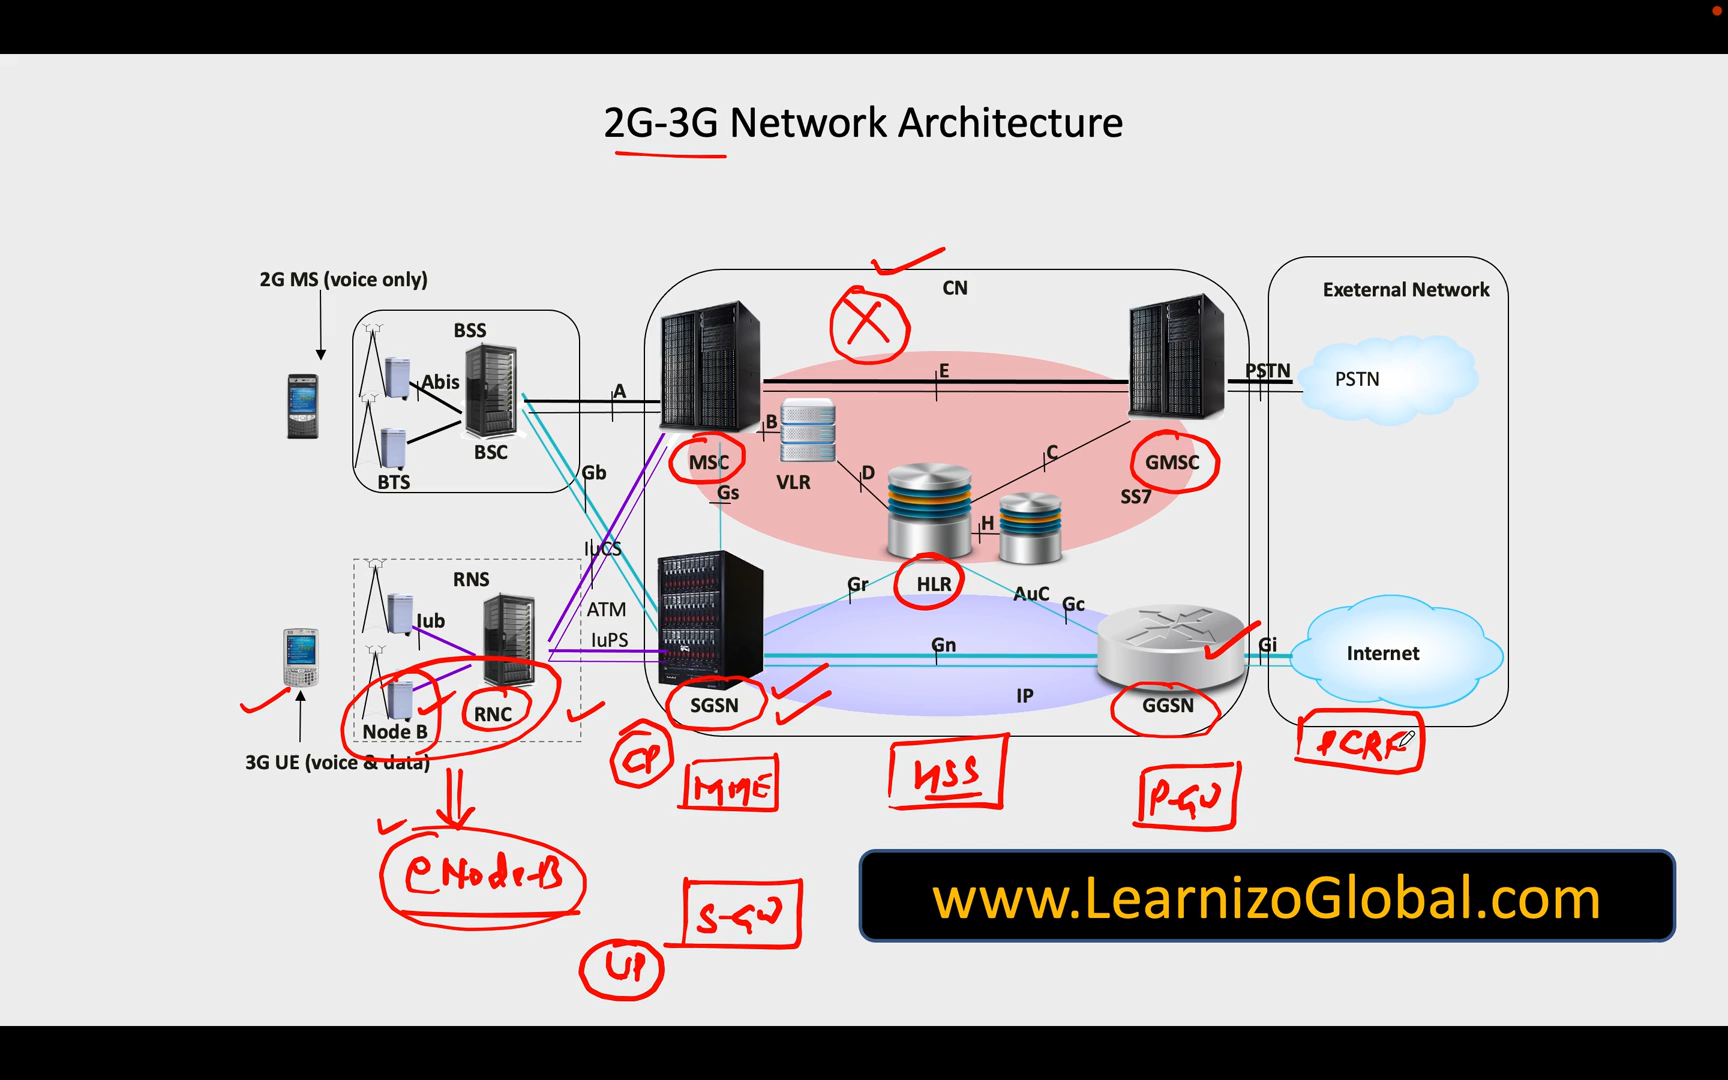 2G-3G Network Architecture
2G MS (voice only)
BSS
Abis
BSC
BTS
A
Gb
CN
E
B
MSC
VLR
Gs
D
C
H
GMSC
SS7
Exeternal Network
PSTN
PSTN
RNS
Iub
RNC
Node B
3G UE (voice & data)
IuCS
ATM
IuPS
Gr
HLR
AuC
Gc
Gn
IP
SGSN
GGSN
Gi
Internet
CP
MME
HSS
P-GW
PCRF
eNode-B
S-GW
UP
www.LearnizoGlobal.com